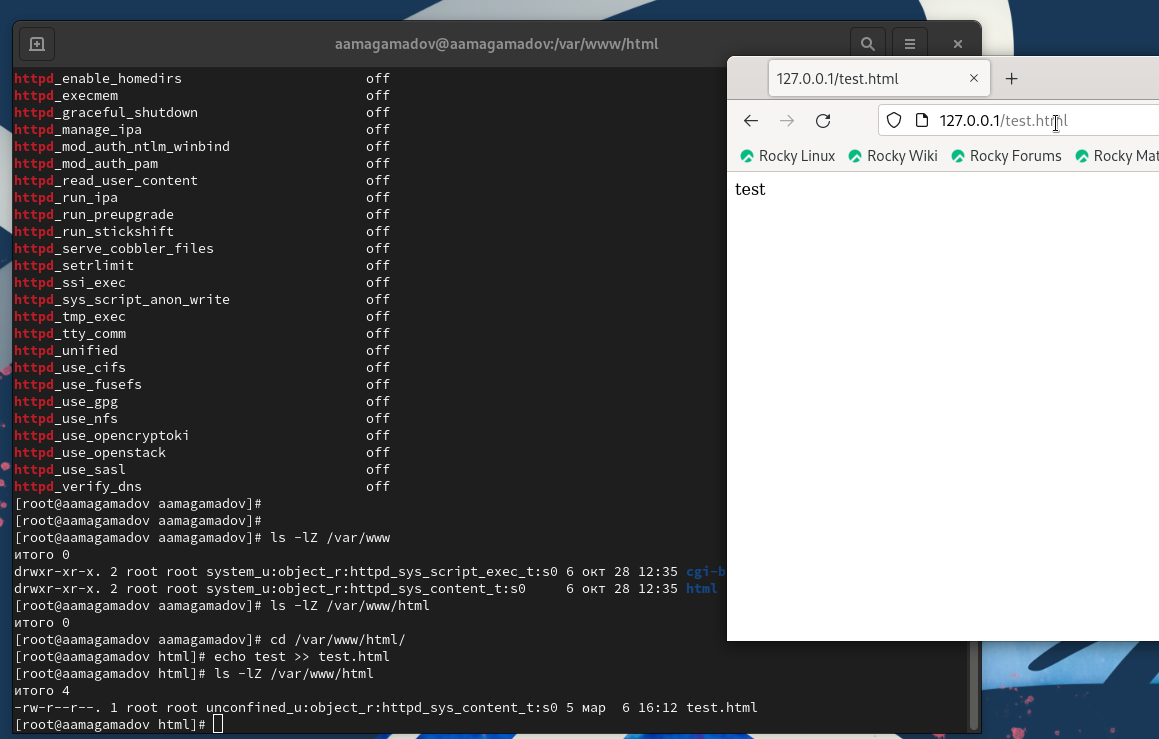 aamagamadov@aamagamadov:/var/www/html
httpd_enable_homedirs off
httpd_execmem off
httpd_graceful_shutdown off
httpd_manage_ipa off
httpd_mod_auth_ntlm_winbind off
httpd_mod_auth_pam off
httpd_read_user_content off
httpd_run_ipa off
httpd_run_preupgrade off
httpd_run_stickshift off
httpd_serve_cobbler_files off
httpd_setrlimit off
httpd_ssi_exec off
httpd_sys_script_anon_write off
httpd_tmp_exec off
httpd_tty_comm off
httpd_unified off
httpd_use_cifs off
httpd_use_fusefs off
httpd_use_gpg off
httpd_use_nfs off
httpd_use_opencryptoki off
httpd_use_openstack off
httpd_use_sasl off
httpd_verify_dns off
[root@aamagamadov aamagamadov]#
[root@aamagamadov aamagamadov]#
[root@aamagamadov aamagamadov]# ls -lZ /var/www
итого 0
drwxr-xr-x. 2 root root system_u:object_r:httpd_sys_script_exec_t:s0 6 окт 28 12:35 cgi-b
drwxr-xr-x. 2 root root system_u:object_r:httpd_sys_content_t:s0 6 окт 28 12:35 html
[root@aamagamadov aamagamadov]# ls -lZ /var/www/html
итого 0
[root@aamagamadov aamagamadov]# cd /var/www/html/
[root@aamagamadov html]# echo test >> test.html
[root@aamagamadov html]# ls -lZ /var/www/html
итого 4
-rw-r--r--. 1 root root unconfined_u:object_r:httpd_sys_content_t:s0 5 мар 6 16:12 test.html
[root@aamagamadov html]#
127.0.0.1/test.html
127.0.0.1/test.html
Rocky Linux Rocky Wiki Rocky Forums Rocky Mat
test